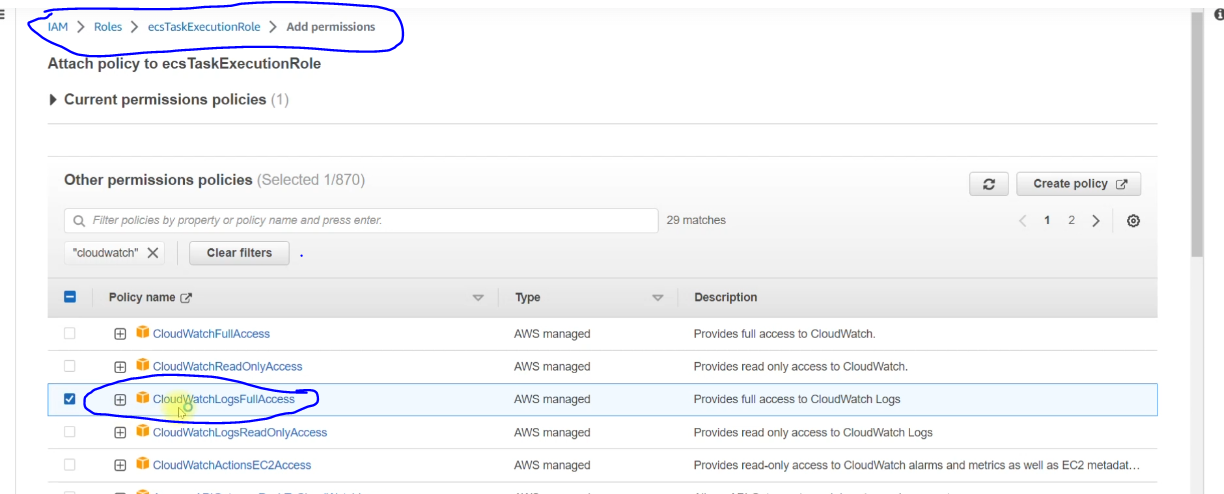 IAM > Roles > ecsTaskExecutionRole > Add permissions
Attach policy to ecsTaskExecutionRole
Current permissions policies (1)
Other permissions policies (Selected 1/870)
Create policy
Filter policies by property or policy name and press enter.
29 matches
< 1 2 >
"cloudwatch"
Clear filters
Policy name Type Description
CloudWatchFullAccess AWS managed Provides full access to CloudWatch.
CloudWatchReadOnlyAccess AWS managed Provides read only access to CloudWatch.
CloudWatchLogsFullAccess AWS managed Provides full access to CloudWatch Logs
CloudWatchLogsReadOnlyAccess AWS managed Provides read only access to CloudWatch Logs
CloudWatchActionsEC2Access AWS managed Provides read-only access to CloudWatch alarms and metrics as well as EC2 metadat...